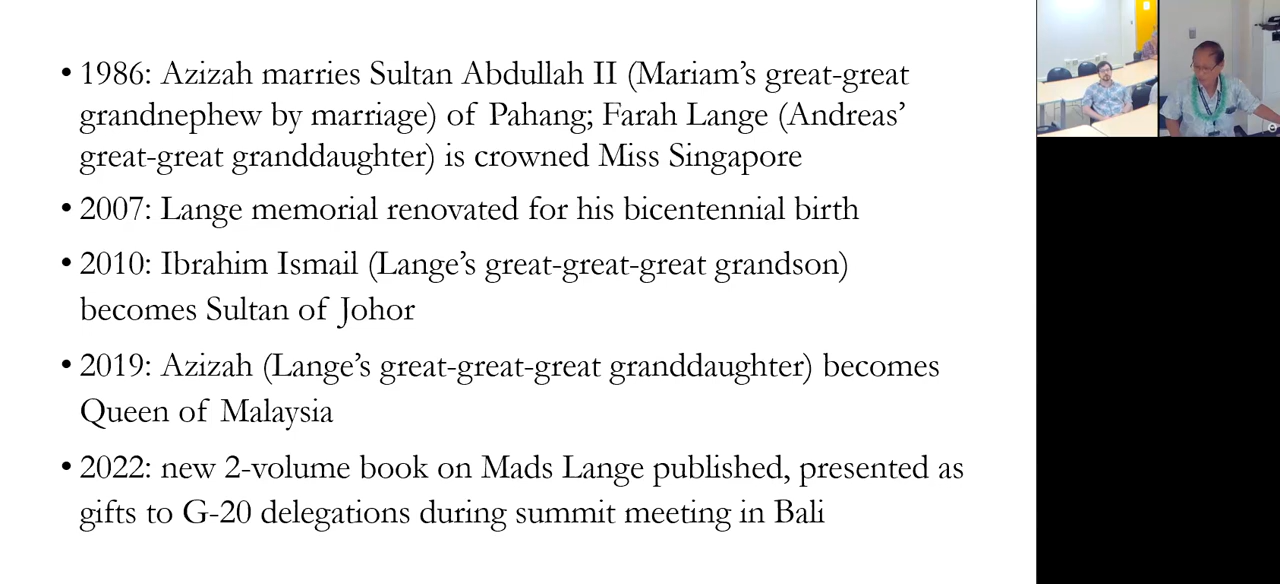 • 1986: Azizah marries Sultan Abdullah II (Mariam’s great-great
grandnephew by marriage) of Pahang; Farah Lange (Andreas’
great-great granddaughter) is crowned Miss Singapore
• 2007: Lange memorial renovated for his bicentennial birth
• 2010: Ibrahim Ismail (Lange’s great-great-great grandson)
becomes Sultan of Johor
• 2019: Azizah (Lange’s great-great-great granddaughter) becomes
Queen of Malaysia
• 2022: new 2-volume book on Mads Lange published, presented as
gifts to G-20 delegations during summit meeting in Bali